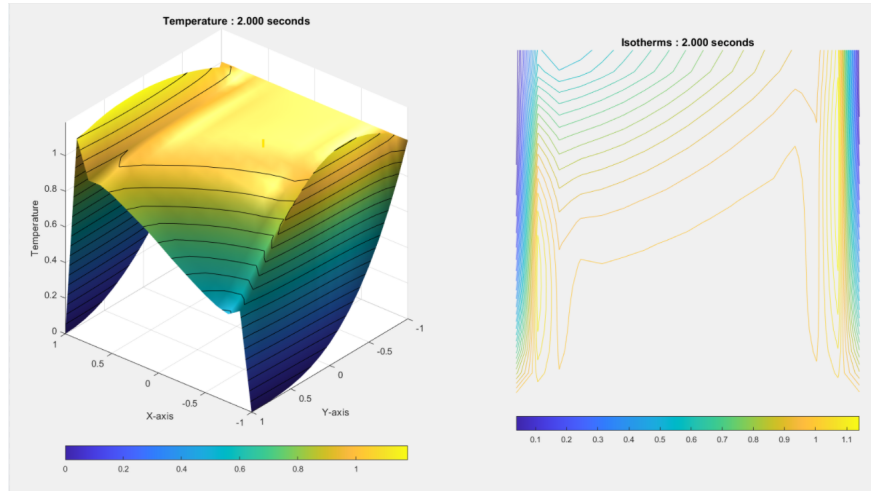 Temperature : 2.000 seconds
Isotherms : 2.000 seconds
Temperature
1
0.8
0.6
0.4
0.2
0
1
0.5
0
-0.5
-1
X-axis
1
0.5
0
-0.5
-1
Y-axis
0 0.2 0.4 0.6 0.8 1
0.1 0.2 0.3 0.4 0.5 0.6 0.7 0.8 0.9 1 1.1